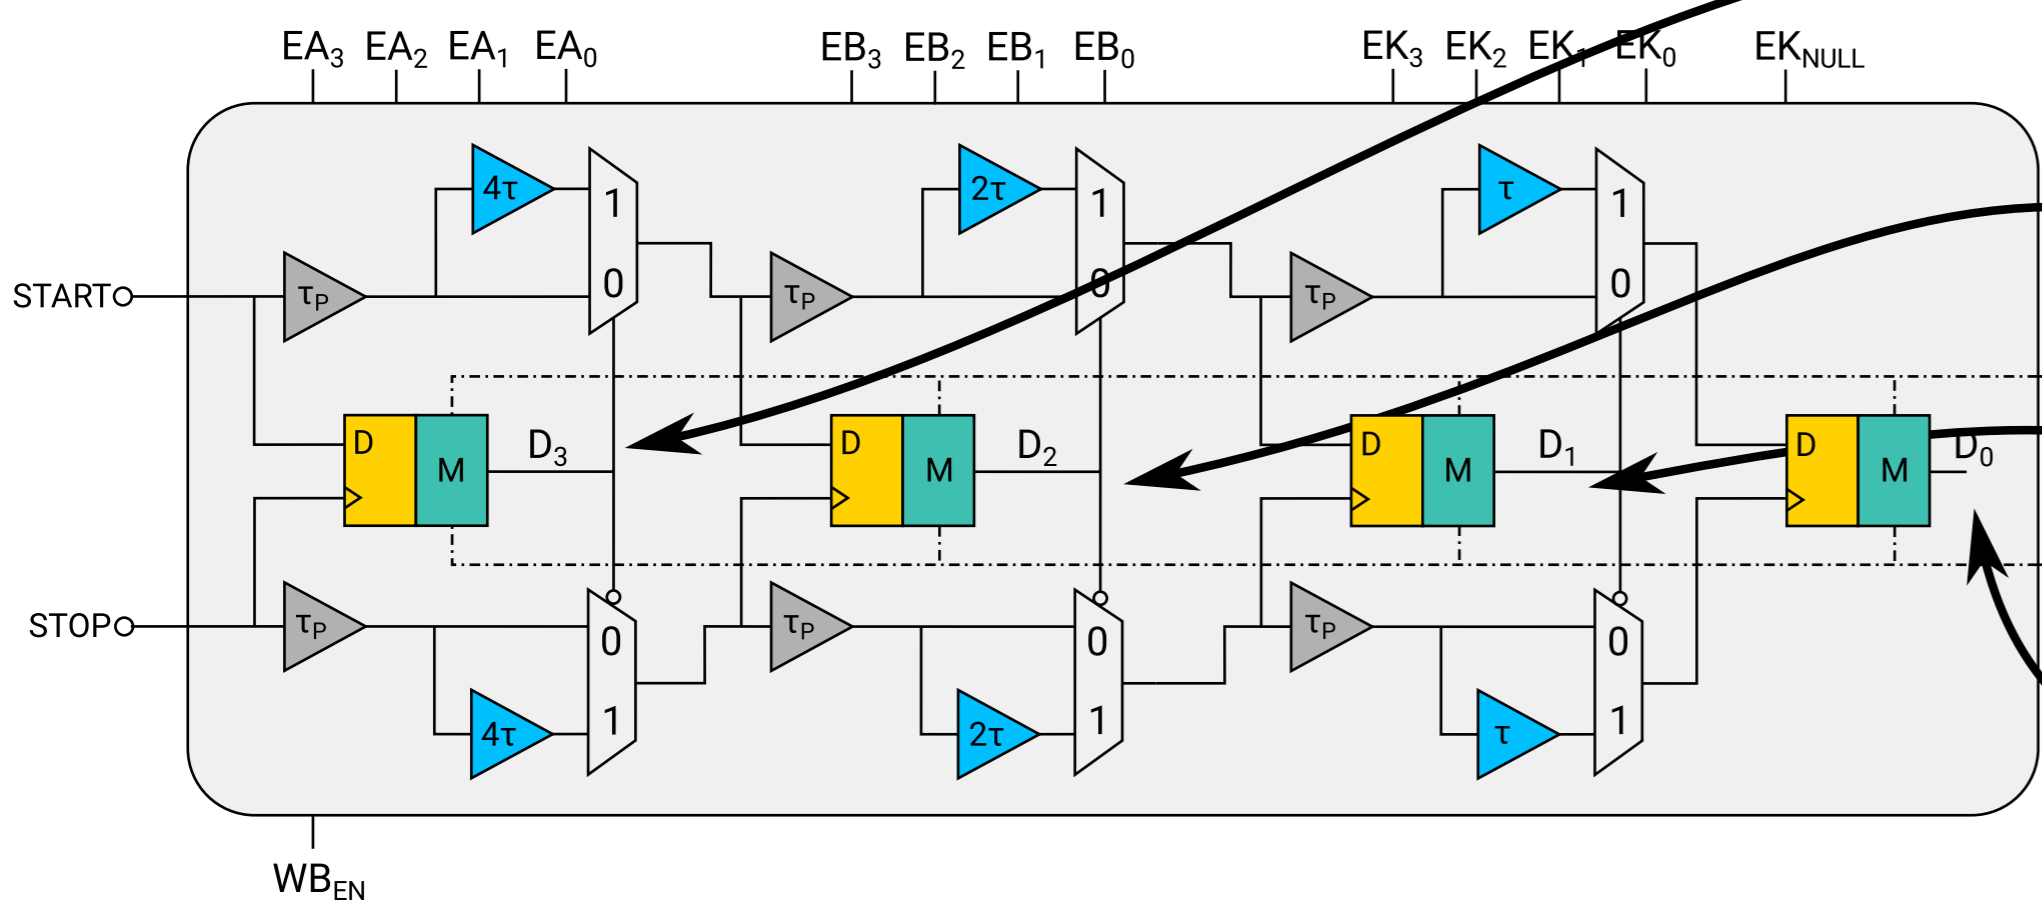 EA3 EA2 EA1 EA0 EB3 EB2 EB1 EB0 EK3 EK2 EK1 EK0 EKNULL
4τ 1 2τ 1 τ 1
START τP 0 τP 0 τP 0
D M D3 D M D2 D M D1 D M D0
STOP τP 0 τP 0 τP 0
4τ 1 2τ 1 τ 1
WBEN